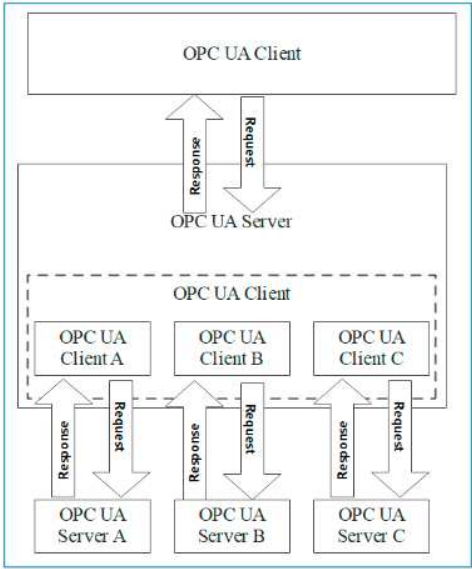 OPC UA Client
Response
Request
OPC UA Server
OPC UA Client
OPC UA
Client A
OPC UA
Client B
OPC UA
Client C
Response
Request
Response
Request
Response
Request
OPC UA
Server A
OPC UA
Server B
OPC UA
Server C